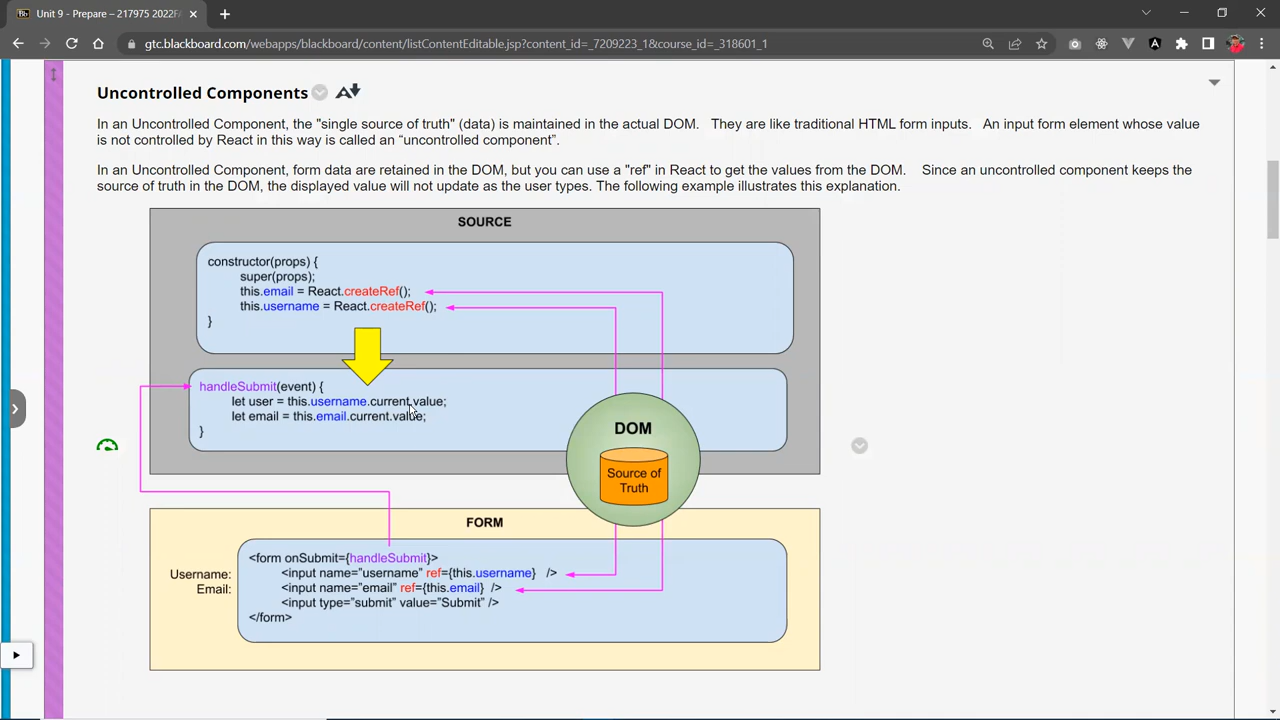 Unit 9 - Prepare – 217975 2022F
gtc.blackboard.com/webapps/blackboard/content/listContentEditable.jsp?content_id=_7209223_1&course_id=_318601_1
Uncontrolled Components
In an Uncontrolled Component, the "single source of truth" (data) is maintained in the actual DOM. They are like traditional HTML form inputs. An input form element whose value
is not controlled by React in this way is called an “uncontrolled component”.
In an Uncontrolled Component, form data are retained in the DOM, but you can use a "ref" in React to get the values from the DOM. Since an uncontrolled component keeps the
source of truth in the DOM, the displayed value will not update as the user types. The following example illustrates this explanation.
SOURCE
constructor(props) {
super(props);
this.email = React.createRef();
this.username = React.createRef();
}
handleSubmit(event) {
let user = this.username.current.value;
let email = this.email.current.value;
}
DOM
Source of
Truth
FORM
<form onSubmit={handleSubmit}>
Username: <input name=”username” ref={this.username} />
Email: <input name=”email” ref={this.email} />
<input type=”submit” value=”Submit” />
</form>